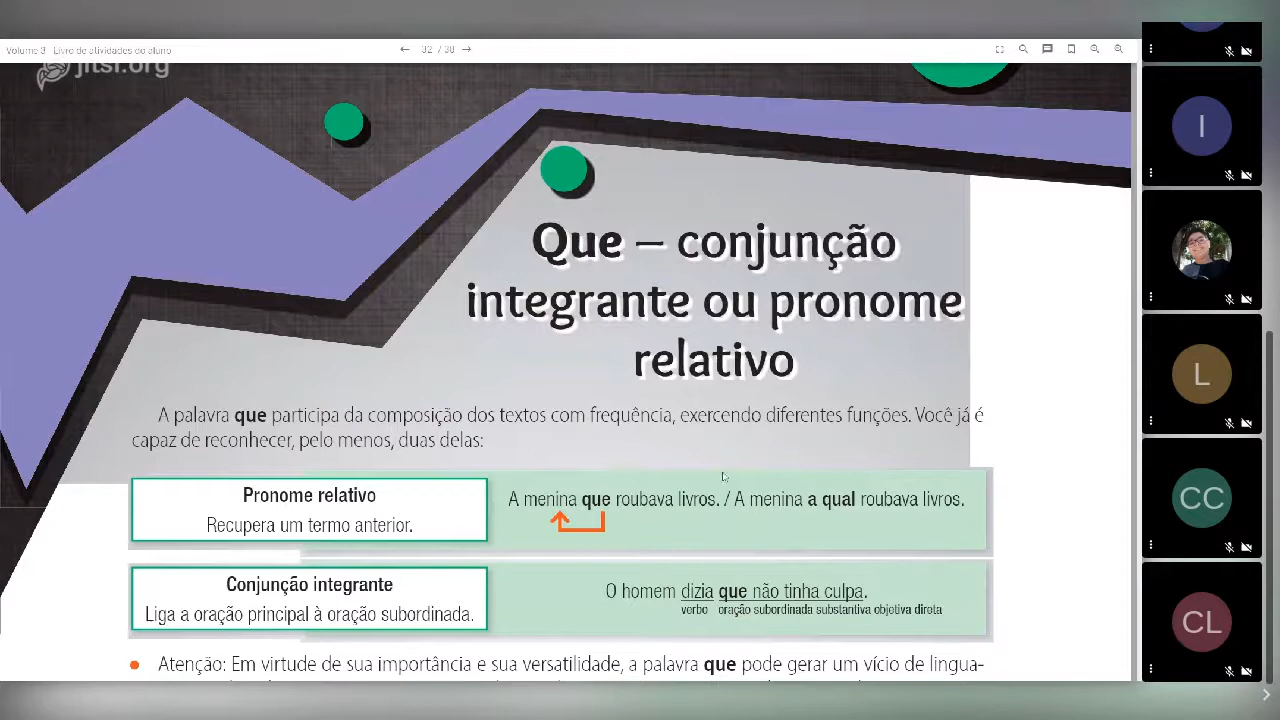 Volume 3 Livro de atividades do aluno
32 / 38
jitsi.org
Que – conjunção
integrante ou pronome
relativo
A palavra que participa da composição dos textos com frequência, exercendo diferentes funções. Você já é
capaz de reconhecer, pelo menos, duas delas:
Pronome relativo
Recupera um termo anterior.
A menina que roubava livros. / A menina a qual roubava livros.
Conjunção integrante
Liga a oração principal à oração subordinada.
O homem dizia que não tinha culpa.
verbo oração subordinada substantiva objetiva direta
Atenção: Em virtude de sua importância e sua versatilidade, a palavra que pode gerar um vício de lingua-
I
L
CC
CL